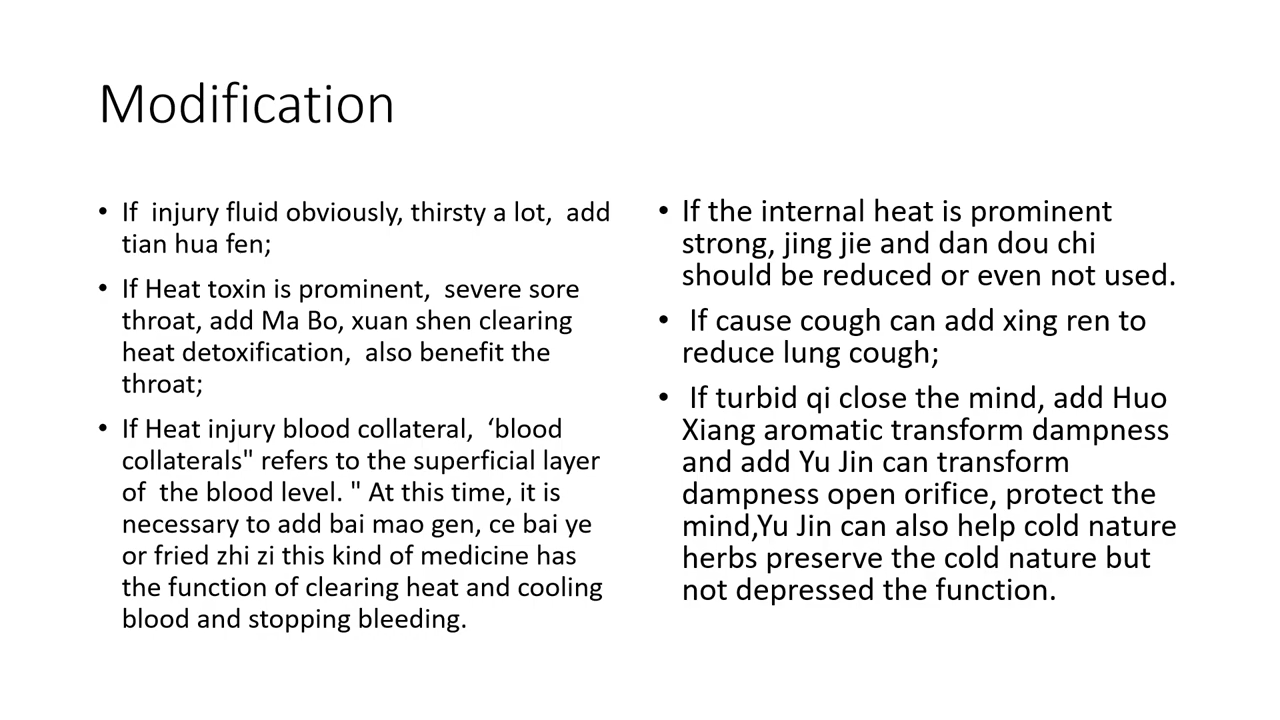 Modification
• If  injury fluid obviously, thirsty a lot,  add
tian hua fen;
• If Heat toxin is prominent,  severe sore
throat, add Ma Bo, xuan shen clearing
heat detoxification,  also benefit the
throat;
• If Heat injury blood collateral,  ‘blood
collaterals" refers to the superficial layer
of  the blood level. " At this time, it is
necessary to add bai mao gen, ce bai ye
or fried zhi zi this kind of medicine has
the function of clearing heat and cooling
blood and stopping bleeding.
• If the internal heat is prominent
strong, jing jie and dan dou chi
should be reduced or even not used.
•  If cause cough can add xing ren to
reduce lung cough;
•  If turbid qi close the mind, add Huo
Xiang aromatic transform dampness
and add Yu Jin can transform
dampness open orifice, protect the
mind,Yu Jin can also help cold nature
herbs preserve the cold nature but
not depressed the function.